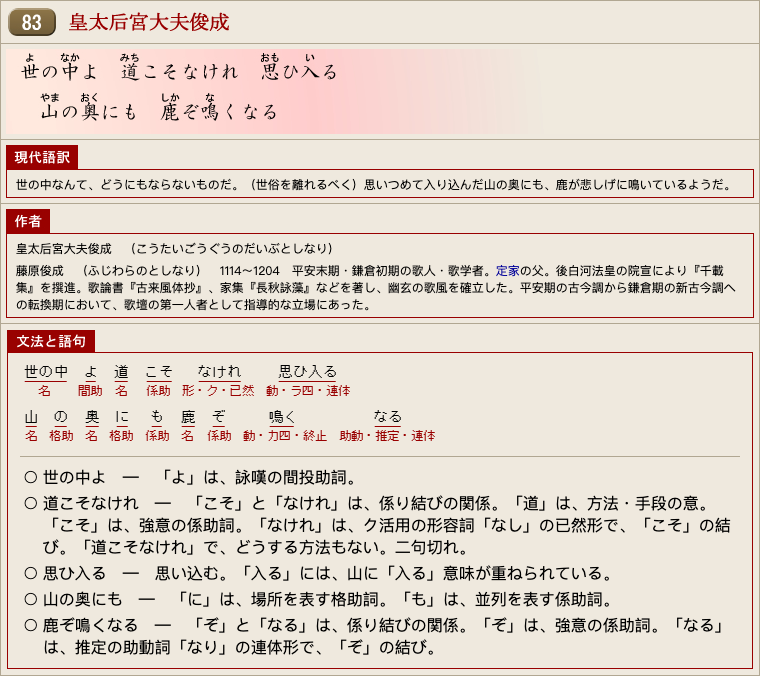 83 皇太后宮大夫俊成
よ なか みち おも い
世の中よ 道こそなけれ 思ひ入る
やま おく しか な
山の奥にも 鹿ぞ鳴くなる
現代語訳
世の中なんて、どうにもならないものだ。（世俗を離れるべく）思いつめて入り込んだ山の奥にも、鹿が悲しげに鳴いているようだ。
作者
皇太后宮大夫俊成 （こうたいごうぐうのだいぶとしなり）
藤原俊成 （ふじわらのとしなり） 1114～1204 平安末期・鎌倉初期の歌人・歌学者。定家の父。後白河法皇の院宣により『千載
集』を撰進。歌論書『古来風体抄』、家集『長秋詠藻』などを著し、幽玄の歌風を確立した。平安期の古今調から鎌倉期の新古今調へ
の転換期において、歌壇の第一人者として指導的な立場にあった。
文法と語句
世の中 よ 道 こそ なけれ 思ひ入る
名 間助 名 係助 形・ク・已然 動・ラ四・連体
山 の 奥 に も 鹿 ぞ 鳴く なる
名 格助 名 格助 係助 名 係助 動・カ四・終止 助動・推定・連体
○ 世の中よ ― 「よ」は、詠嘆の間投助詞。
○ 道こそなけれ ― 「こそ」と「なけれ」は、係り結びの関係。「道」は、方法・手段の意。
「こそ」は、強意の係助詞。「なけれ」は、ク活用の形容詞「なし」の已然形で、「こそ」の結
び。「道こそなけれ」で、どうする方法もない。二句切れ。
○ 思ひ入る ― 思い込む。「入る」には、山に「入る」意味が重ねられている。
○ 山の奥にも ― 「に」は、場所を表す格助詞。「も」は、並列を表す係助詞。
○ 鹿ぞ鳴くなる ― 「ぞ」と「なる」は、係り結びの関係。「ぞ」は、強意の係助詞。「なる」
は、推定の助動詞「なり」の連体形で、「ぞ」の結び。